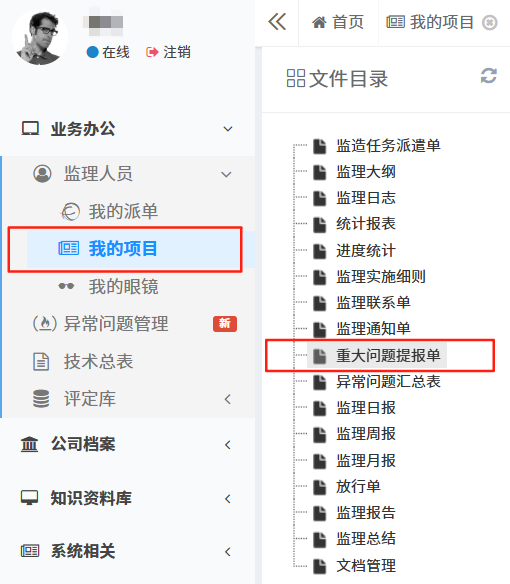 在线 注销
业务办公
监理人员
我的派单
我的项目
我的眼镜
异常问题管理 新
技术总表
评定库
公司档案
知识资料库
系统相关
首页 我的项目
文件目录
监造任务派遣单
监理大纲
监理日志
统计报表
进度统计
监理实施细则
监理联系单
监理通知单
重大问题提报单
异常问题汇总表
监理日报
监理周报
监理月报
放行单
监理报告
监理总结
文档管理